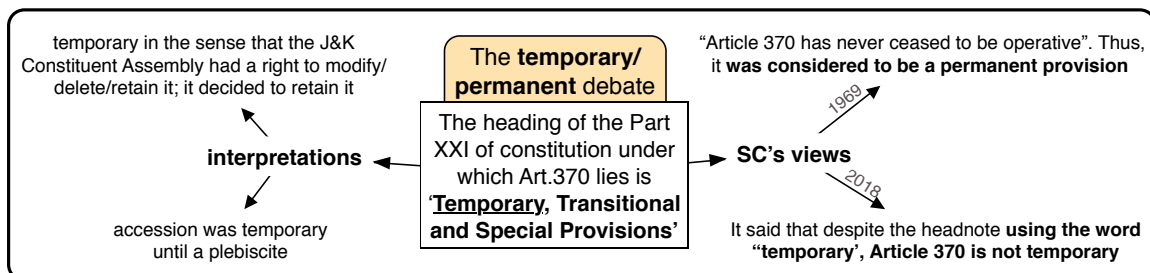 temporary in the sense that the J&K
Constituent Assembly had a right to modify/
delete/retain it; it decided to retain it
interpretations
accession was temporary
until a plebiscite
The temporary/
permanent debate
The heading of the Part
XXI of constitution under
which Art.370 lies is
‘Temporary, Transitional
and Special Provisions’
“Article 370 has never ceased to be operative”. Thus,
it was considered to be a permanent provision
1969
SC’s views
2018
It said that despite the headnote using the word
“temporary’, Article 370 is not temporary